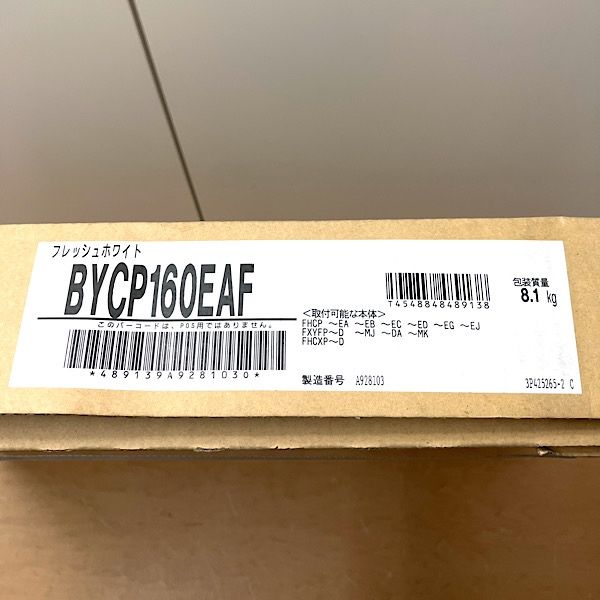 フレッシュホワイト
BYCP160EAF
このバーコードは、POS用ではありません。
*489139A9281030*
T4548848489138
包装質量
8.1 kg
<取付可能な本体>
FHCP ～EA ～EB ～EC ～ED ～EG ～EJ
FXYFP～D ～MJ ～DA ～MK
FHCXP～D
製造番号 A928103
3P425265-2 C